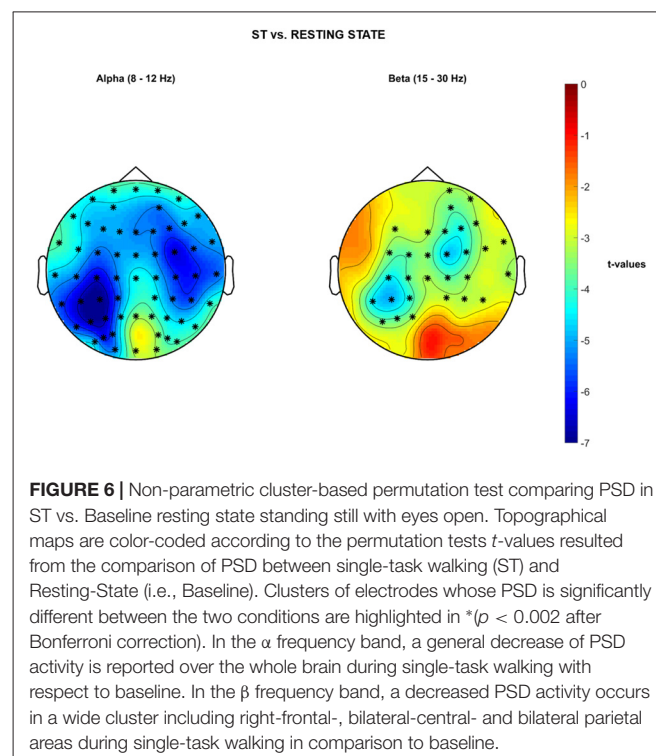 ST vs. RESTING STATE
Alpha (8 - 12 Hz)
Beta (15 - 30 Hz)
0
-1
-2
-3
t-values
-4
-5
-6
-7
FIGURE 6 | Non-parametric cluster-based permutation test comparing PSD in
ST vs. Baseline resting state standing still with eyes open. Topographical
maps are color-coded according to the permutation tests t-values resulted
from the comparison of PSD between single-task walking (ST) and
Resting-State (i.e., Baseline). Clusters of electrodes whose PSD is significantly
different between the two conditions are highlighted in *(p < 0.002 after
Bonferroni correction). In the α frequency band, a general decrease of PSD
activity is reported over the whole brain during single-task walking with
respect to baseline. In the β frequency band, a decreased PSD activity occurs
in a wide cluster including right-frontal-, bilateral-central- and bilateral parietal
areas during single-task walking in comparison to baseline.